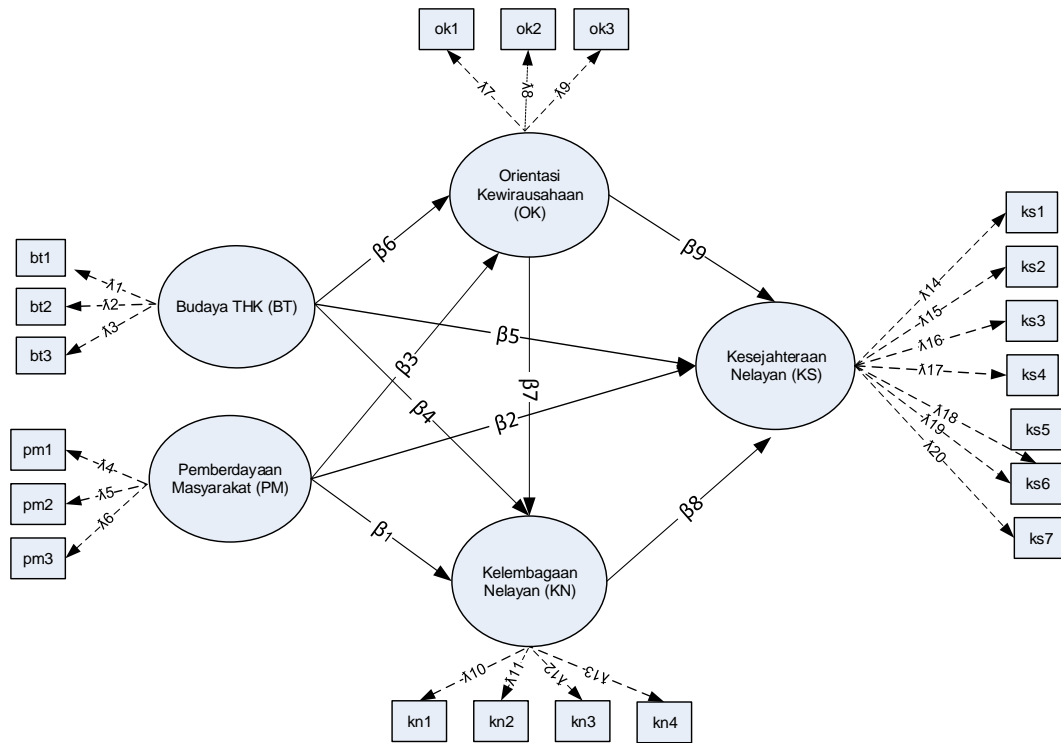 ok1
ok2
ok3
λ7
λ8
λ9
Orientasi
Kewirausahaan
(OK)
bt1
bt2
bt3
λ1
λ2
λ3
Budaya THK (BT)
β6
β9
β5
β3
β4
β7
β2
β1
β8
pm1
pm2
pm3
λ4
λ5
λ6
Pemberdayaan
Masyarakat (PM)
Kesejahteraan
Nelayan (KS)
λ14
λ15
λ16
λ17
λ18
λ19
λ20
ks1
ks2
ks3
ks4
ks5
ks6
ks7
Kelembagaan
Nelayan (KN)
λ10
λ11
λ12
λ13
kn1
kn2
kn3
kn4